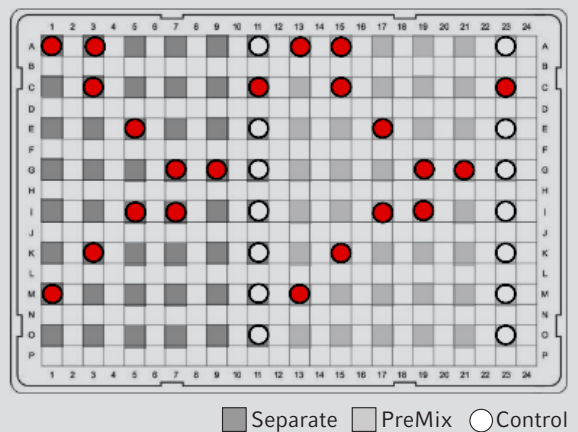 1 2 3 4 5 6 7 8 9 10 11 12 13 14 15 16 17 18 19 20 21 22 23 24
A A
B B
C C
D D
E E
F F
G G
H H
I I
J J
K K
L L
M M
N N
O O
P P
1 2 3 4 5 6 7 8 9 10 11 12 13 14 15 16 17 18 19 20 21 22 23 24
Separate PreMix Control